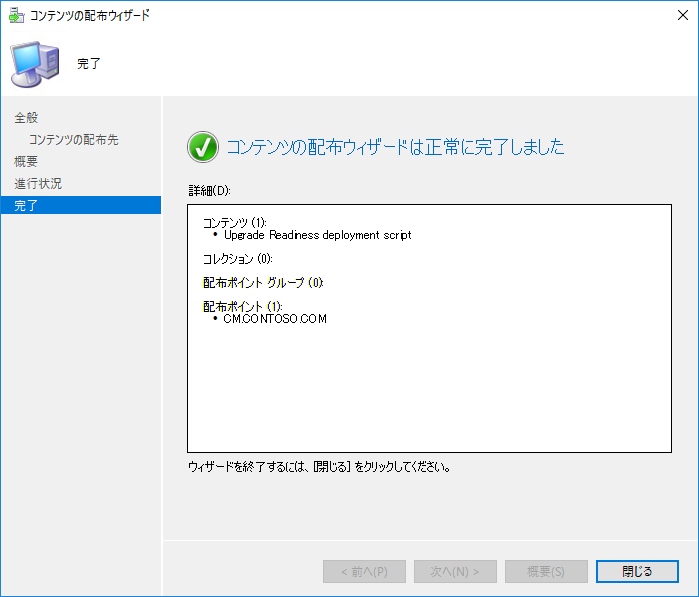 コンテンツの配布ウィザード
完了
全般
コンテンツの配布先
概要
進行状況
完了
コンテンツの配布ウィザードは正常に完了しました
詳細(D):
コンテンツ (1):
• Upgrade Readiness deployment script
コレクション (0):
配布ポイント グループ (0):
配布ポイント (1):
• CM.CONTOSO.COM
ウィザードを終了するには、[閉じる] をクリックしてください。
< 前へ(P)
次へ(N) >
概要(S)
閉じる